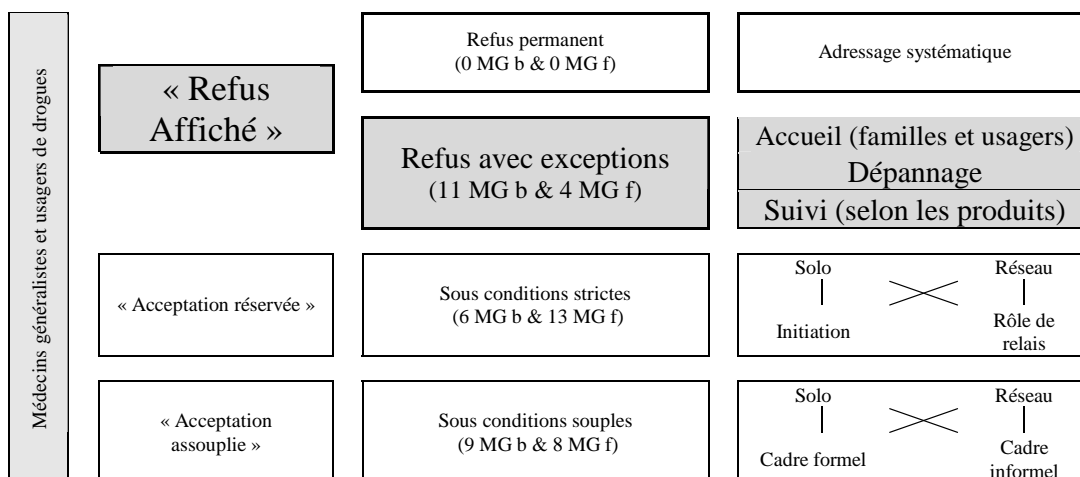 Médecins généralistes et usagers de drogues
« Refus
Affiché »
Refus permanent
(0 MG b & 0 MG f)
Adressage systématique
Refus avec exceptions
(11 MG b & 4 MG f)
Accueil (familles et usagers)
Dépannage
Suivi (selon les produits)
« Acceptation réservée »
Sous conditions strictes
(6 MG b & 13 MG f)
Solo
Réseau
Initiation
Rôle de
relais
« Acceptation
assouplie »
Sous conditions souples
(9 MG b & 8 MG f)
Solo
Réseau
Cadre formel
Cadre
informel